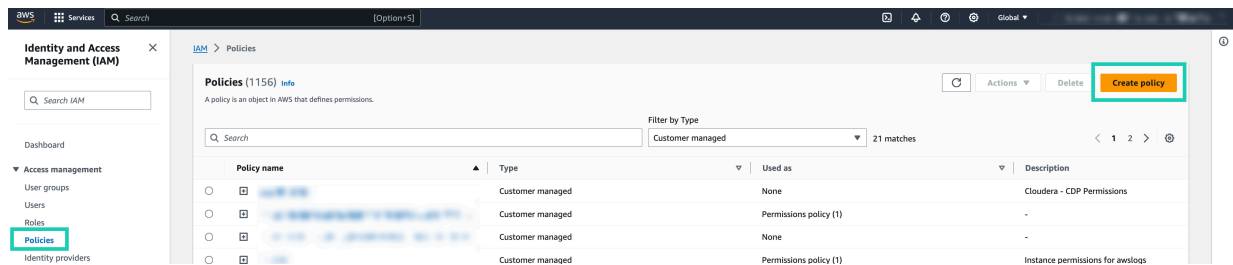 aws Services Search [Option+S] Global ▼
Identity and Access Management (IAM) ×
Search IAM
Dashboard
▼ Access management
User groups
Users
Roles
Policies
Identity providers
IAM > Policies
Policies (1156) Info
A policy is an object in AWS that defines permissions.
Actions ▼ Delete Create policy
Filter by Type
Search Customer managed ▼ 21 matches < 1 2 >
Policy name ▲ Type Used as Description
Customer managed None Cloudera - CDP Permissions
Customer managed Permissions policy (1) -
Customer managed None -
Customer managed Permissions policy (1) Instance permissions for awslogs